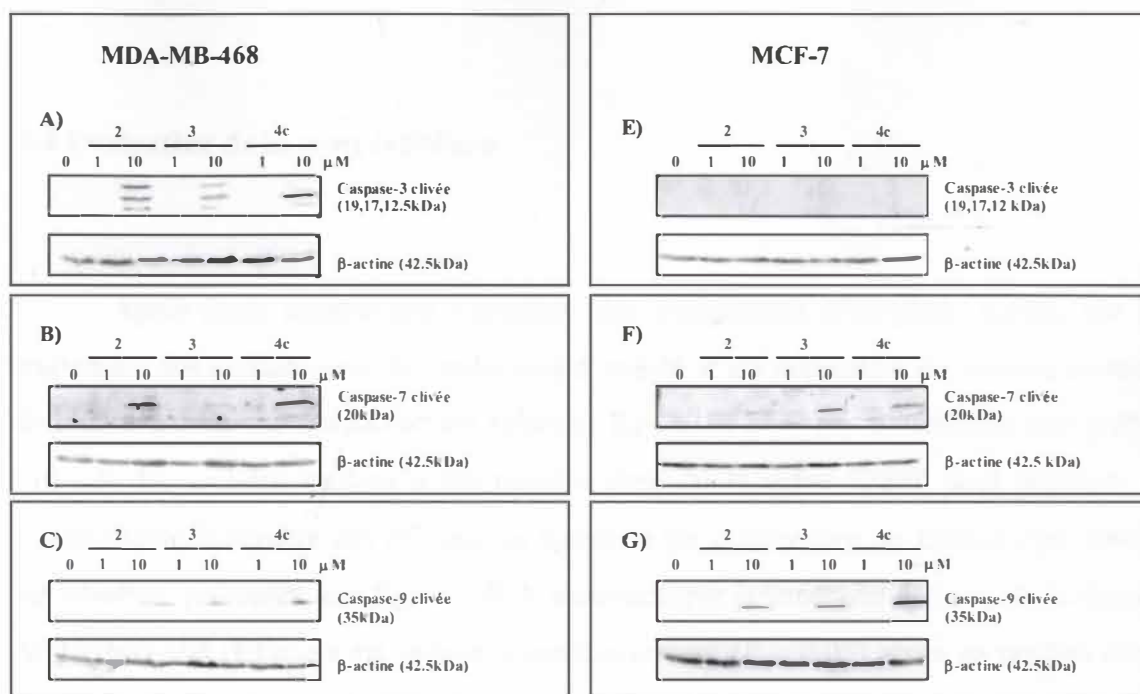 MDA-MB-468
A)
2 3 4c
0 1 10 1 10 1 10 μM
Caspase-3 clivée
(19,17,12.5kDa)
β-actine (42.5kDa)
B)
2 3 4c
0 1 10 1 10 1 10 μM
Caspase-7 clivée
(20kDa)
β-actine (42.5kDa)
C)
2 3 4c
0 1 10 1 10 1 10 μM
Caspase-9 clivée
(35kDa)
β-actine (42.5kDa)
MCF-7
E)
2 3 4c
0 1 10 1 10 1 10 μM
Caspase-3 clivée
(19,17,12 kDa)
β-actine (42.5kDa)
F)
2 3 4c
0 1 10 1 10 1 10 μM
Caspase-7 clivée
(20kDa)
β-actine (42.5 kDa)
G)
2 3 4c
0 1 10 1 10 1 10 μM
Caspase-9 clivée
(35kDa)
β-actine (42.5kDa)